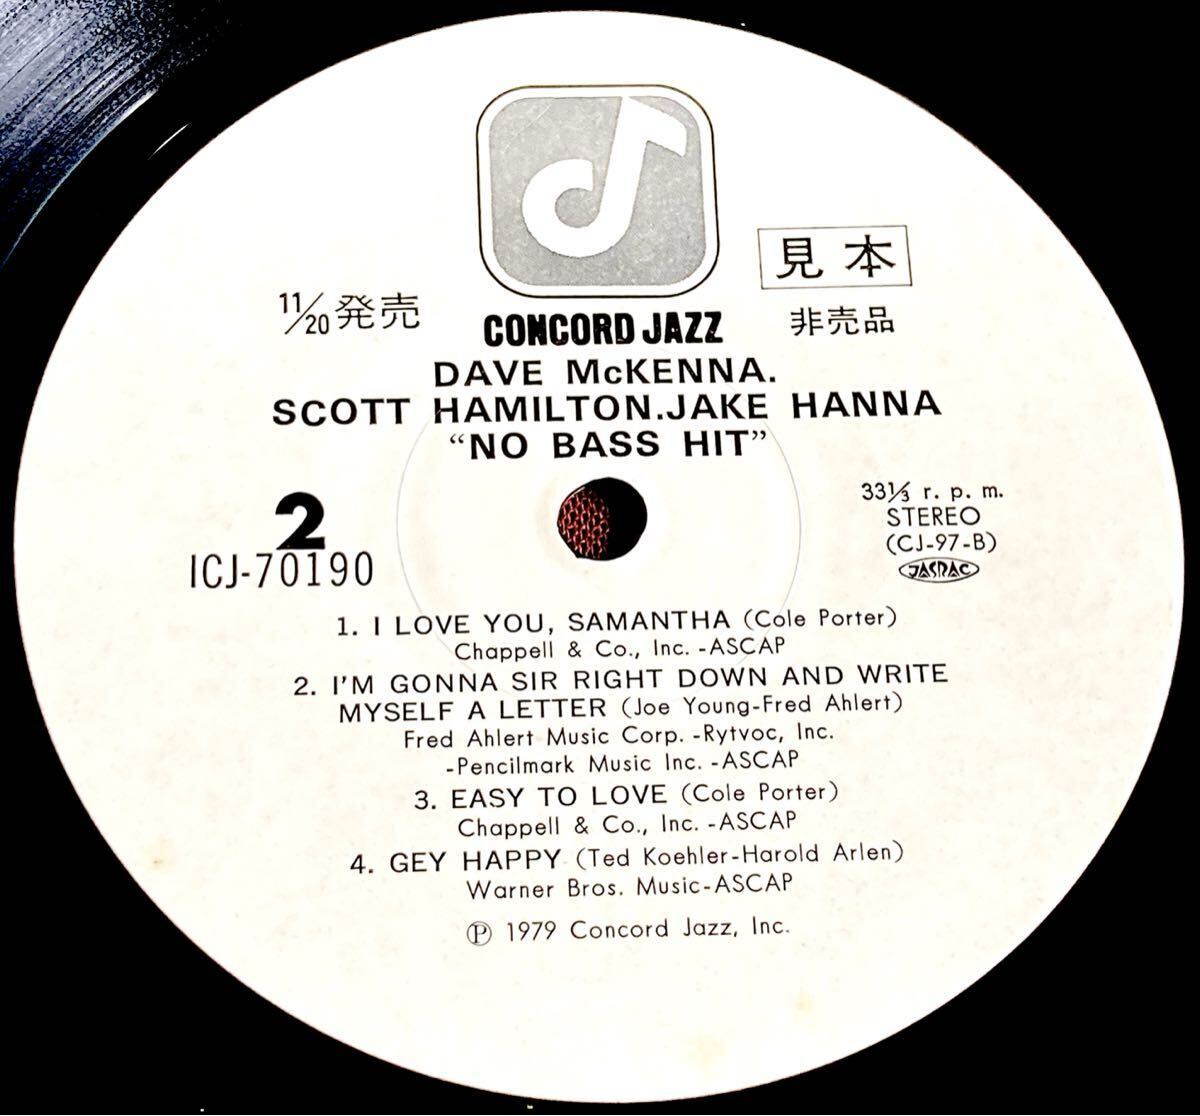 見本
11/20発売
非売品
CONCORD JAZZ
DAVE McKENNA.
SCOTT HAMILTON.JAKE HANNA
“NO BASS HIT”
2
ICJ-70190
33⅓ r. p. m.
STEREO
(CJ-97-B)
JASRAC
1. I LOVE YOU, SAMANTHA (Cole Porter)
Chappell & Co., Inc. -ASCAP
2. I'M GONNA SIR RIGHT DOWN AND WRITE
MYSELF A LETTER (Joe Young-Fred Ahlert)
Fred Ahlert Music Corp. -Rytvoc, Inc.
-Pencilmark Music Inc. -ASCAP
3. EASY TO LOVE (Cole Porter)
Chappell & Co., Inc. -ASCAP
4. GEY HAPPY (Ted Koehler-Harold Arlen)
Warner Bros. Music-ASCAP
℗ 1979 Concord Jazz, Inc.